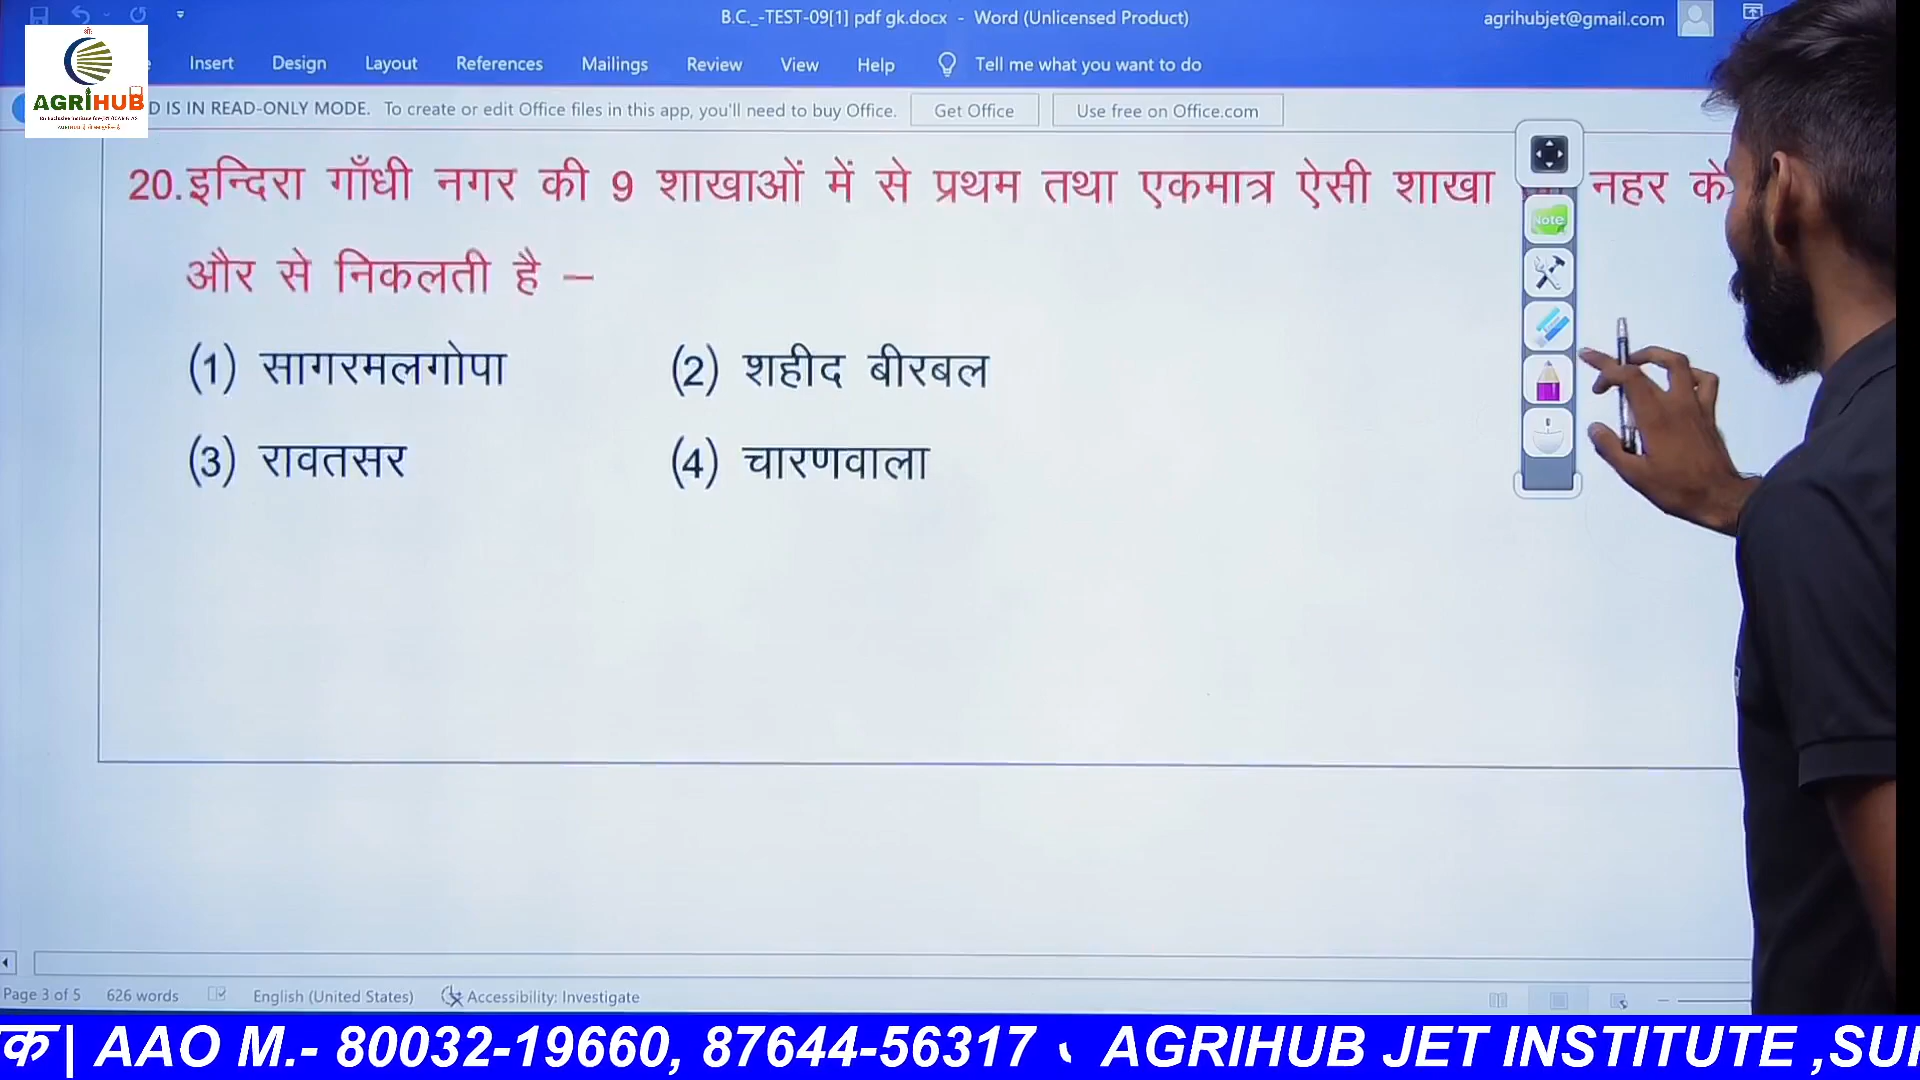 B.C._-TEST-09[1] pdf gk.docx - Word (Unlicensed Product)
agrihubjet@gmail.com
Insert Design Layout References Mailings Review View Help Tell me what you want to do
AGRIHUB
D IS IN READ-ONLY MODE. To create or edit Office files in this app, you'll need to buy Office. Get Office Use free on Office.com
20. इन्दिरा गाँधी नगर की 9 शाखाओं में से प्रथम तथा एकमात्र ऐसी शाखा नहर के
और से निकलती है –
Note
(1) सागरमलगोपा (2) शहीद बीरबल
(3) रावतसर (4) चारणवाला
Page 3 of 5 626 words English (United States) Accessibility: Investigate
क | AAO M.- 80032-19660, 87644-56317 AGRIHUB JET INSTITUTE ,SU